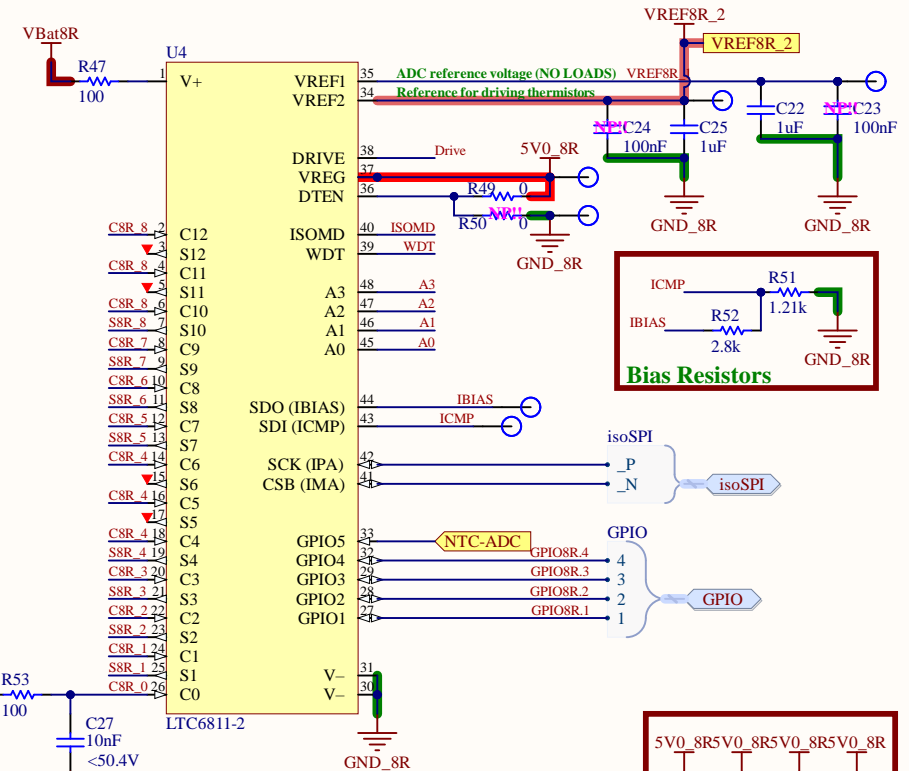 VBat8R
R47
100
U4
V+
1
VREF1
35
ADC reference voltage (NO LOADS)
VREF8R
VREF2
34
Reference for driving thermistors
VREF8R_2
VREF8R_2
NP!!
C24
100nF
C25
1uF
C22
1uF
NP!!
C23
100nF
GND_8R
GND_8R
DRIVE
38
Drive
VREG
37
5V0_8R
DTEN
36
R49
0
R50
NP!!
0
GND_8R
ISOMD
40
ISOMD
WDT
39
WDT
A3
48
A3
A2
47
A2
A1
46
A1
A0
45
A0
ICMP
R51
1.21k
IBIAS
R52
2.8k
GND_8R
Bias Resistors
C8R_8 2 C12
3 S12
C8R_8 4 C11
5 S11
C8R_8 6 C10
S8R_8 7 S10
C8R_7 8 C9
S8R_7 9 S9
C8R_6 10 C8
S8R_6 11 S8
C8R_5 12 C7
S8R_5 13 S7
C8R_4 14 C6
15 S6
C8R_4 16 C5
17 S5
C8R_4 18 C4
S8R_4 19 S4
C8R_3 20 C3
S8R_3 21 S3
C8R_2 22 C2
S8R_2 23 S2
C8R_1 24 C1
S8R_1 25 S1
C8R_0 26 C0
SDO (IBIAS) 44 IBIAS
SDI (ICMP) 43 ICMP
SCK (IPA) 42
CSB (IMA) 41
isoSPI
_P
_N
isoSPI
GPIO5 33 NTC-ADC
GPIO4 32 GPIO8R.4
GPIO3 29 GPIO8R.3
GPIO2 28 GPIO8R.2
GPIO1 27 GPIO8R.1
GPIO
4
3
2
1
GPIO
V– 31
V– 30
GND_8R
LTC6811-2
R53
100
C27
10nF
<50.4V
5V0_8R
5V0_8R
5V0_8R
5V0_8R